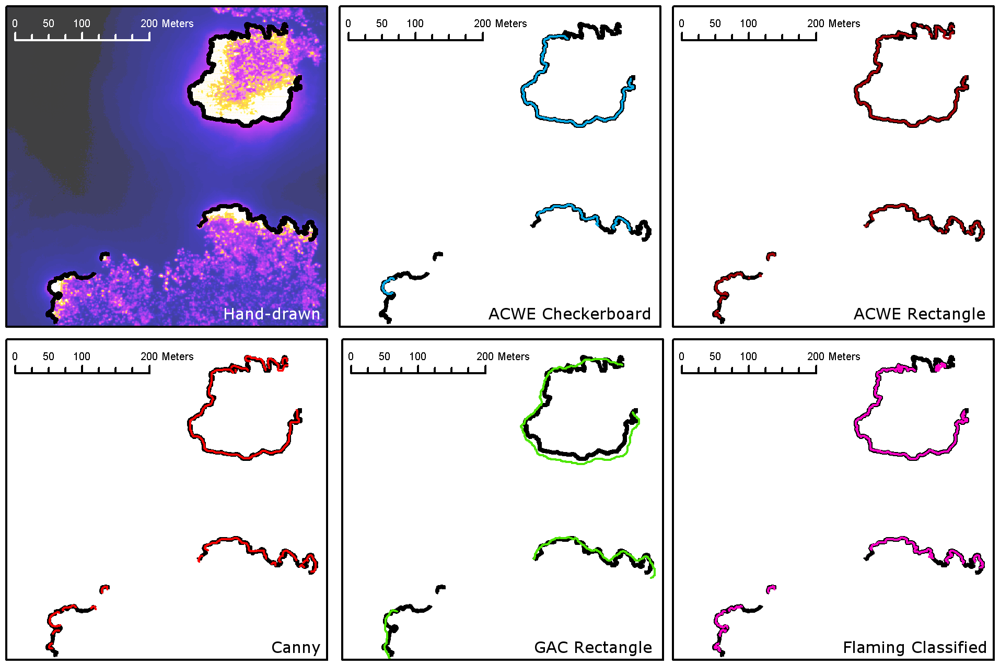 0 50 100 200 Meters
Hand-drawn
0 50 100 200 Meters
ACWE Checkerboard
0 50 100 200 Meters
ACWE Rectangle
0 50 100 200 Meters
Canny
0 50 100 200 Meters
GAC Rectangle
0 50 100 200 Meters
Flaming Classified